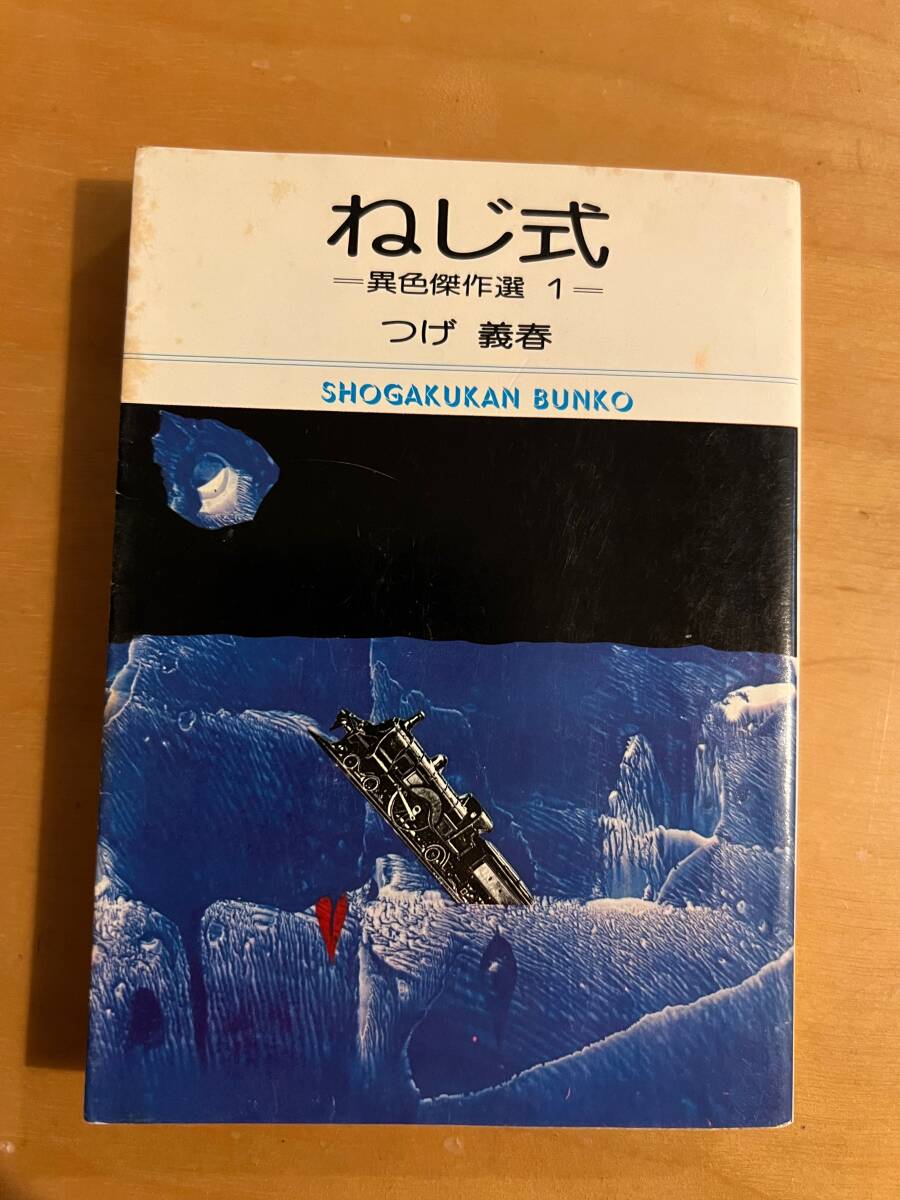 ねじ式
=異色傑作選 1=
つげ 義春
SHOGAKUKAN BUNKO